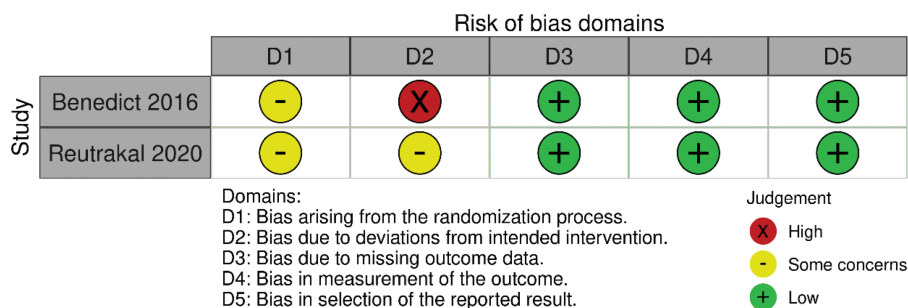 Risk of bias domains
D1 D2 D3 D4 D5
Study
Benedict 2016 - X + + +
Reutrakal 2020 - - + + +
Domains:
D1: Bias arising from the randomization process.
D2: Bias due to deviations from intended intervention.
D3: Bias due to missing outcome data.
D4: Bias in measurement of the outcome.
D5: Bias in selection of the reported result.
Judgement
X High
- Some concerns
+ Low